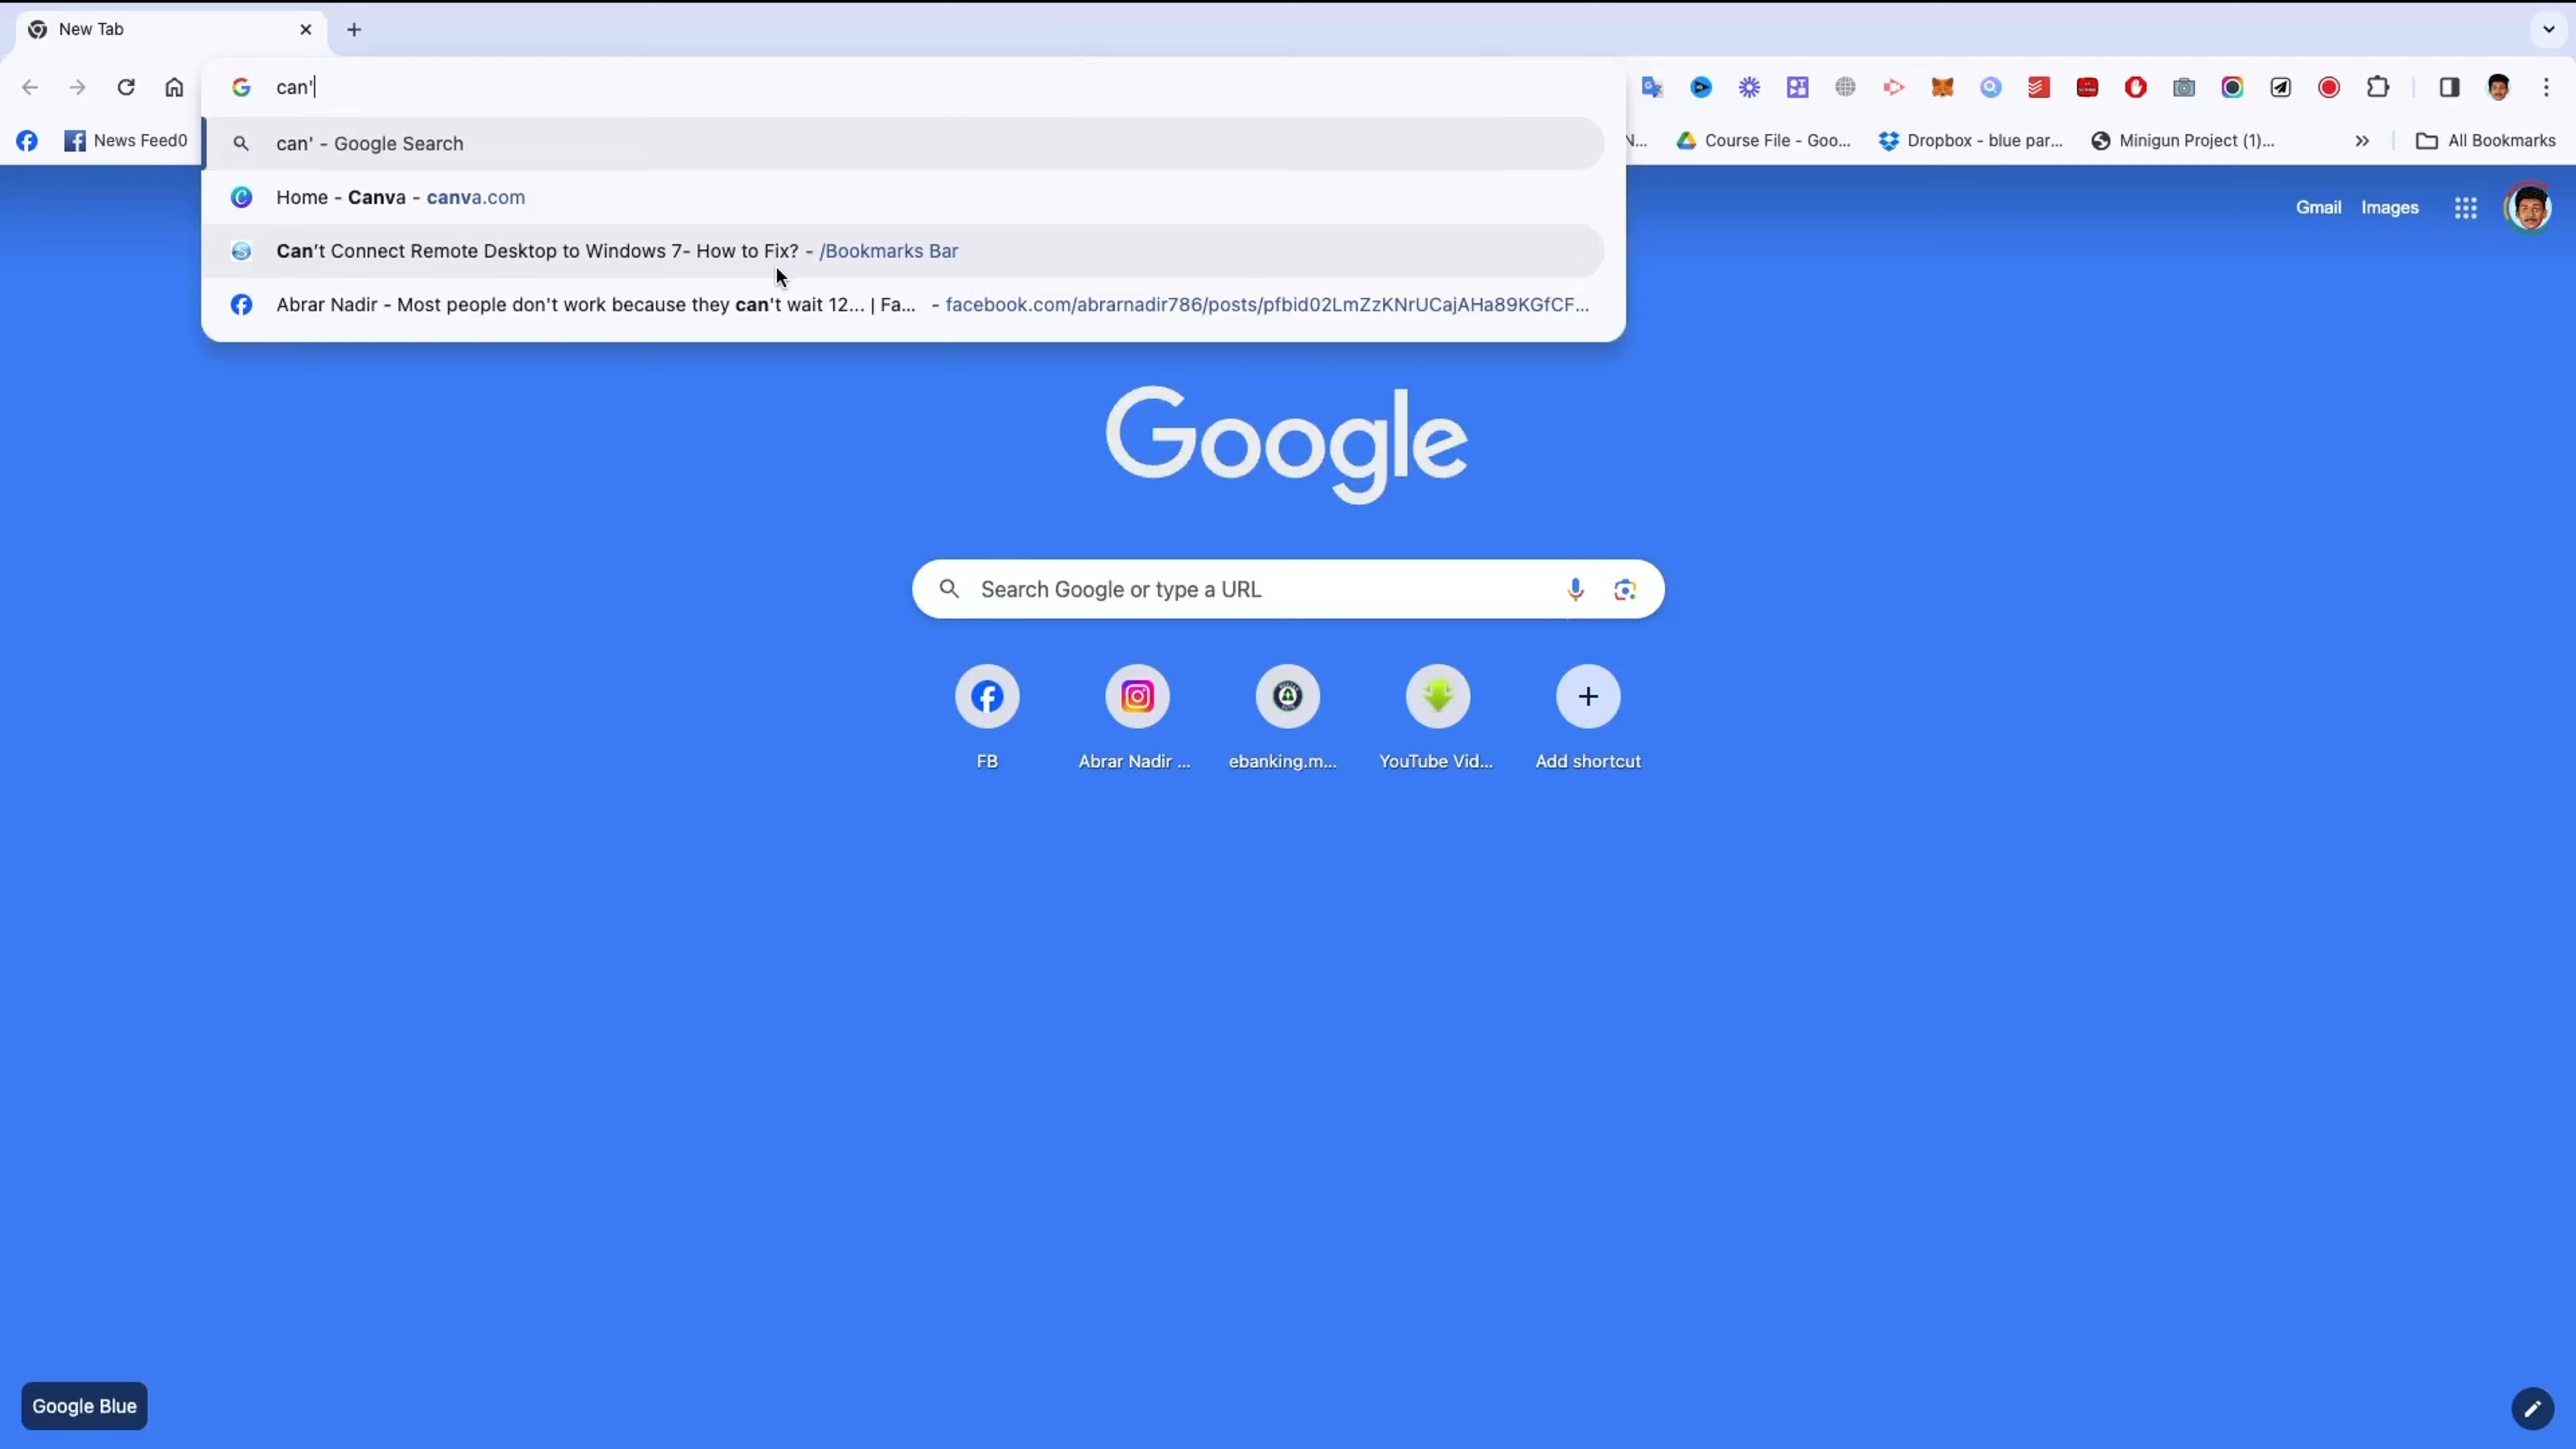 New Tab
can'
News Feed0
can' - Google Search
N...
Course File - Goo...
Dropbox - blue par...
Minigun Project (1)...
All Bookmarks
Home - Canva - canva.com
Can't Connect Remote Desktop to Windows 7- How to Fix? - /Bookmarks Bar
Abrar Nadir - Most people don't work because they can't wait 12... | Fa... - facebook.com/abrarnadir786/posts/pfbid02LmZzKNrUCajAHa89KGfCF...
Gmail
Images
Google
Search Google or type a URL
FB
Abrar Nadir ...
ebanking.m...
YouTube Vid...
Add shortcut
Google Blue